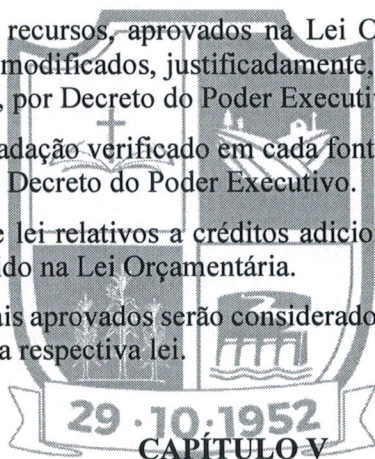 recursos, aprovados na Lei O
modificados, justificadamente,
, por Decreto do Poder Executi
adação verificado em cada font
Decreto do Poder Executivo.
e lei relativos a créditos adicio
do na Lei Orçamentária.
is aprovados serão considerado
a respectiva lei.
29 · 10 · 1952
CAPÍTULO V